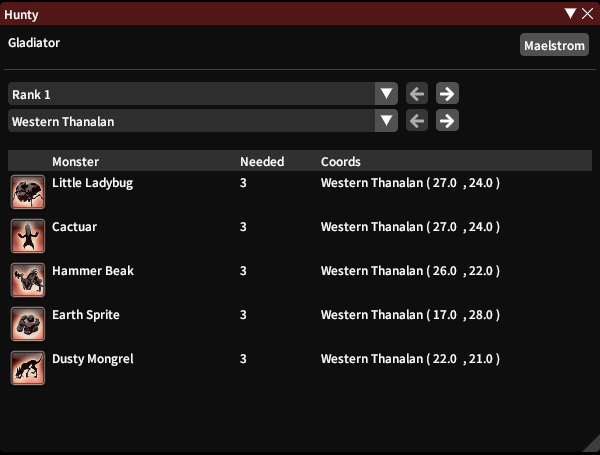 Hunty
Gladiator
Maelstrom
Rank 1
Western Thanalan
Monster Needed Coords
Little Ladybug 3 Western Thanalan ( 27.0 , 24.0 )
Cactuar 3 Western Thanalan ( 27.0 , 24.0 )
Hammer Beak 3 Western Thanalan ( 26.0 , 22.0 )
Earth Sprite 3 Western Thanalan ( 17.0 , 28.0 )
Dusty Mongrel 3 Western Thanalan ( 22.0 , 21.0 )